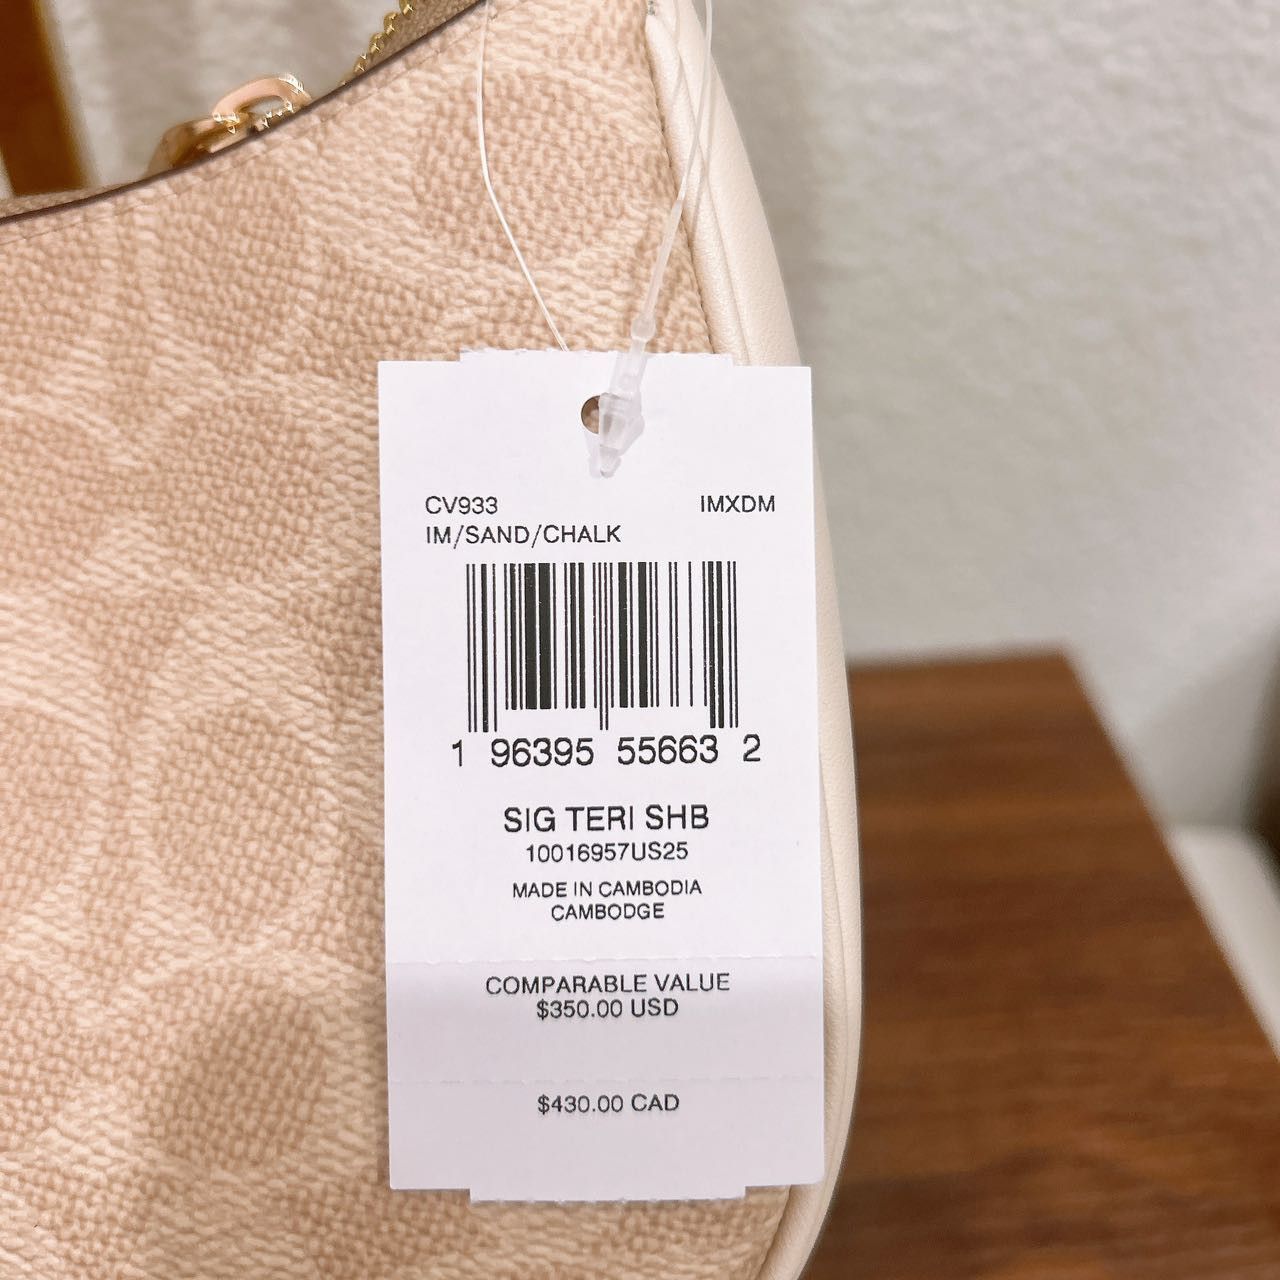 CV933 IMXDM
IM/SAND/CHALK
1 96395 55663 2
SIG TERI SHB
10016957US25
MADE IN CAMBODIA
CAMBODGE
COMPARABLE VALUE
$350.00 USD
$430.00 CAD